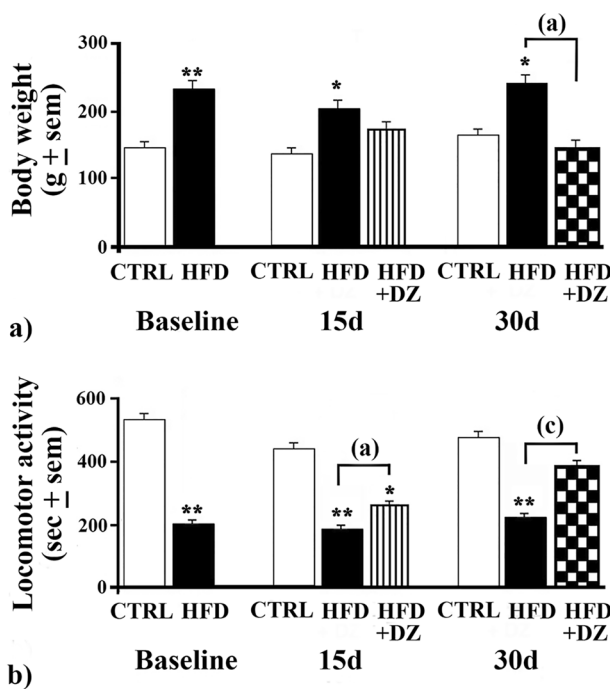 300
200
100
0
Body weight
(g ± sem)
**
*
*
(a)
CTRL HFD CTRL HFD HFD CTRL HFD HFD
+DZ +DZ
a) Baseline 15d 30d
600
400
200
0
Locomotor activity
(sec ± sem)
**
(a)
** *
(c)
**
CTRL HFD CTRL HFD HFD CTRL HFD HFD
+DZ +DZ
b) Baseline 15d 30d